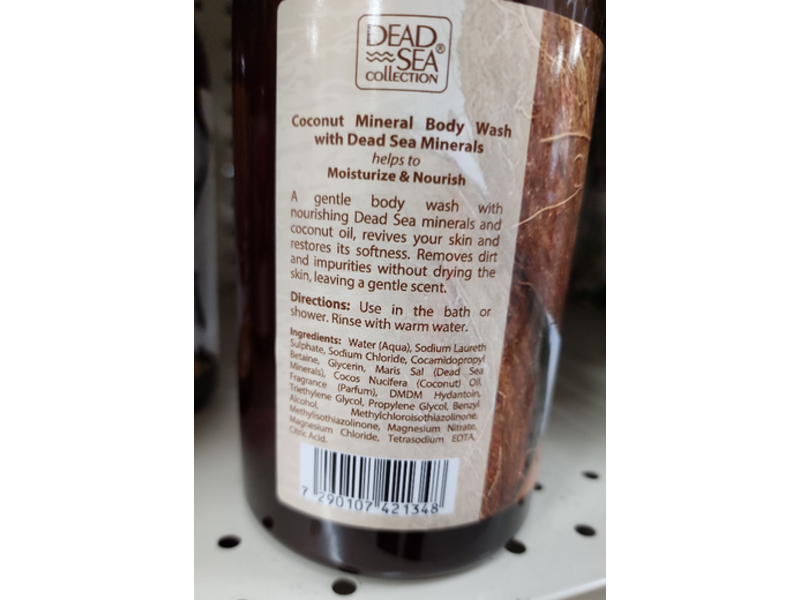 DEAD
SEA®
COLLECTION
Coconut Mineral Body Wash
with Dead Sea Minerals
helps to
Moisturize & Nourish
A gentle body wash with
nourishing Dead Sea minerals and
coconut oil, revives your skin and
restores its softness. Removes dirt
and impurities without drying the
skin, leaving a gentle scent.
Directions: Use in the bath or
shower. Rinse with warm water.
Ingredients: Water (Aqua), Sodium Laureth
Sulphate, Sodium Chloride, Cocamidopropyl
Betaine, Glycerin, Maris Sal (Dead Sea
Minerals), Cocos Nucifera (Coconut) Oil,
Fragrance (Parfum), DMDM Hydantoin,
Triethylene Glycol, Propylene Glycol, Benzyl
Alcohol, Methylchloroisothiazolinone,
Methylisothiazolinone, Magnesium Nitrate,
Magnesium Chloride, Tetrasodium EDTA,
Citric Acid.
7 290107 421348